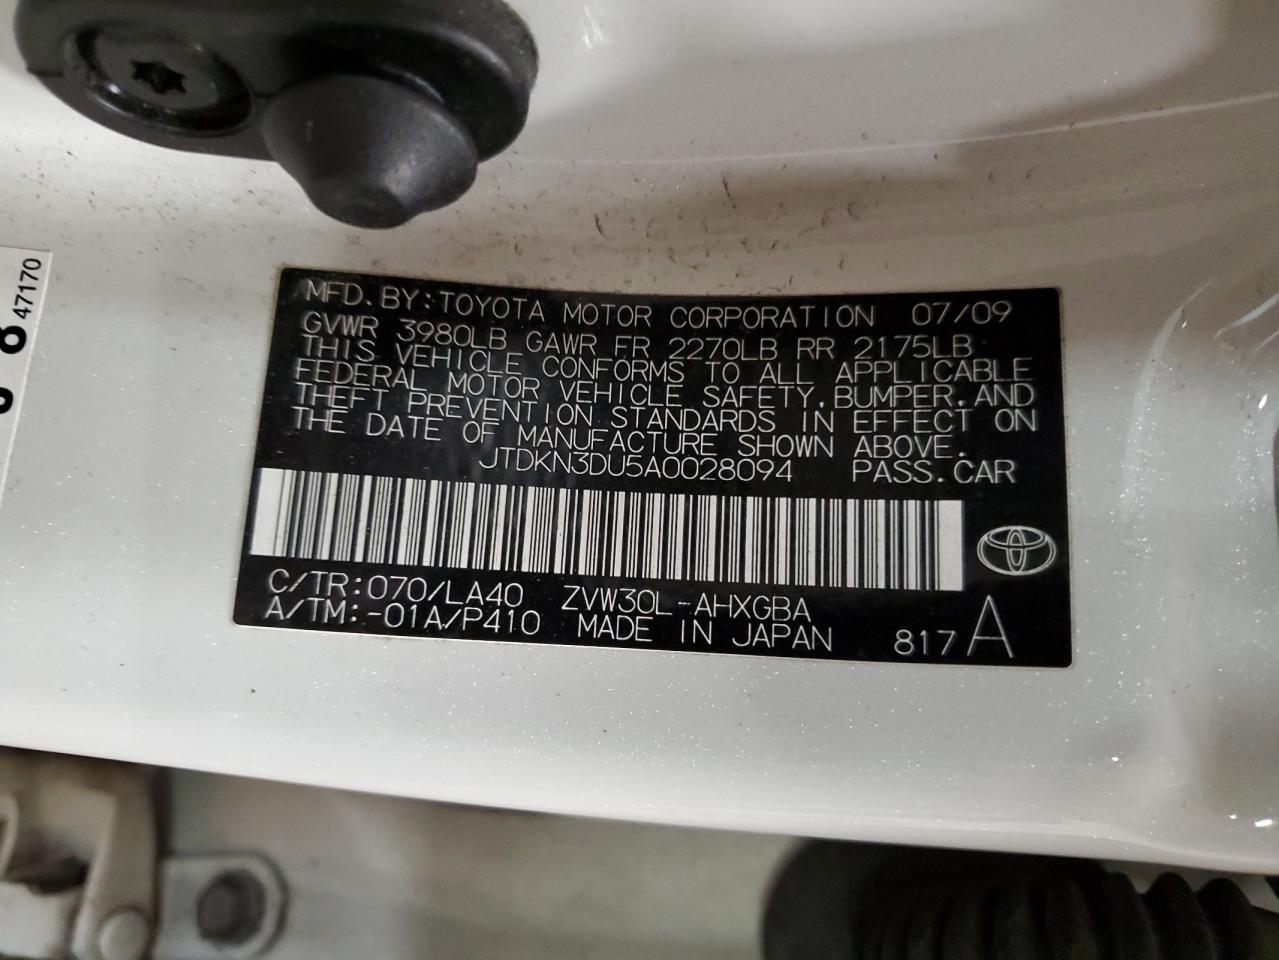 MFD.BY:TOYOTA MOTOR CORPORATION 07/09
GVWR 3980LB GAWR FR 2270LB RR 2175LB
THIS VEHICLE CONFORMS TO ALL APPLICABLE
FEDERAL MOTOR VEHICLE SAFETY,BUMPER,AND
THEFT PREVENTION STANDARDS IN EFFECT ON
THE DATE OF MANUFACTURE SHOWN ABOVE.
JTDKN3DU5A0028094 PASS.CAR
C/TR:070/LA40 ZVW30L-AHXGBA
A/TM:-01A/P410 MADE IN JAPAN 817A
47170